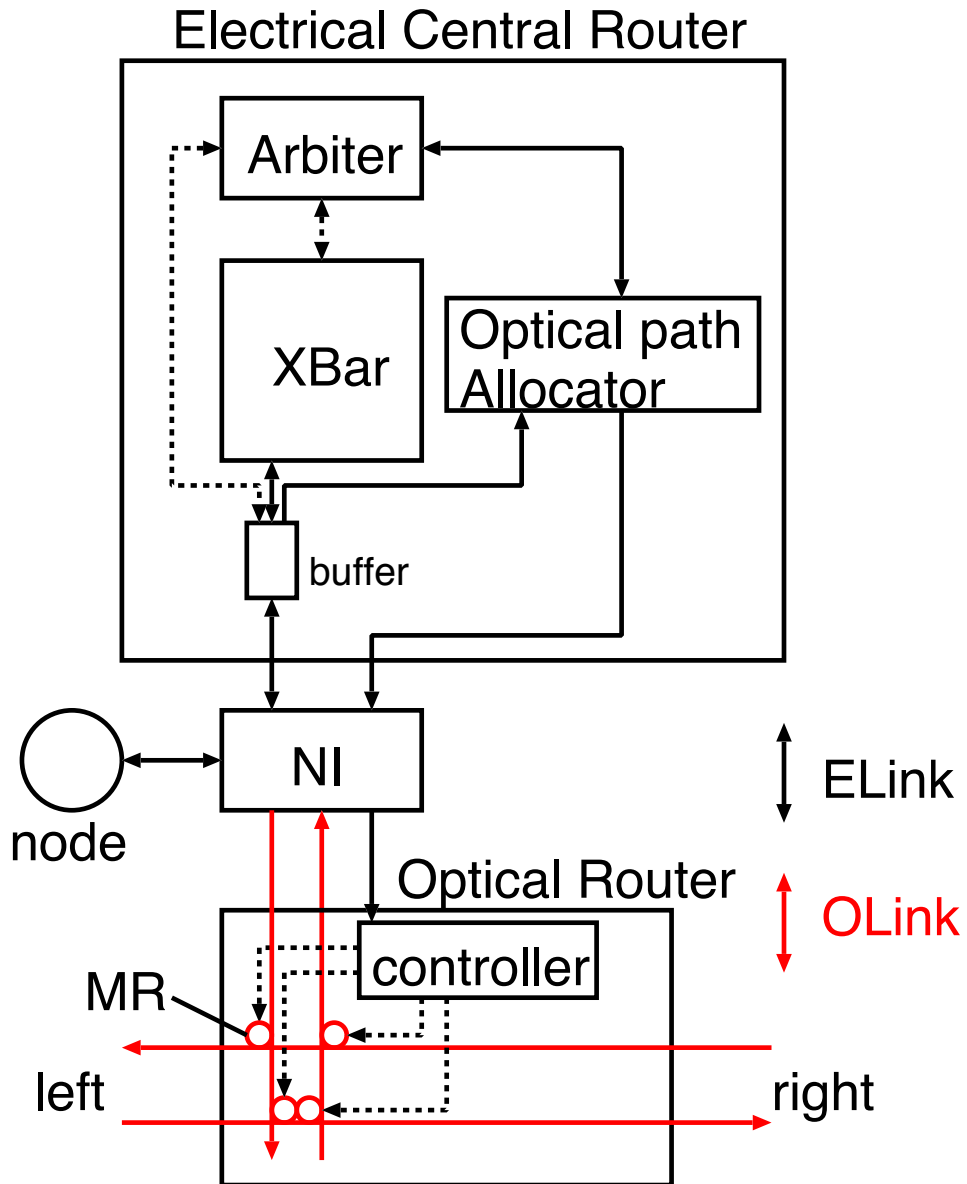 Electrical Central Router
Arbiter
XBar
Optical path
Allocator
buffer
NI
node
ELink
OLink
Optical Router
controller
MR
left
right